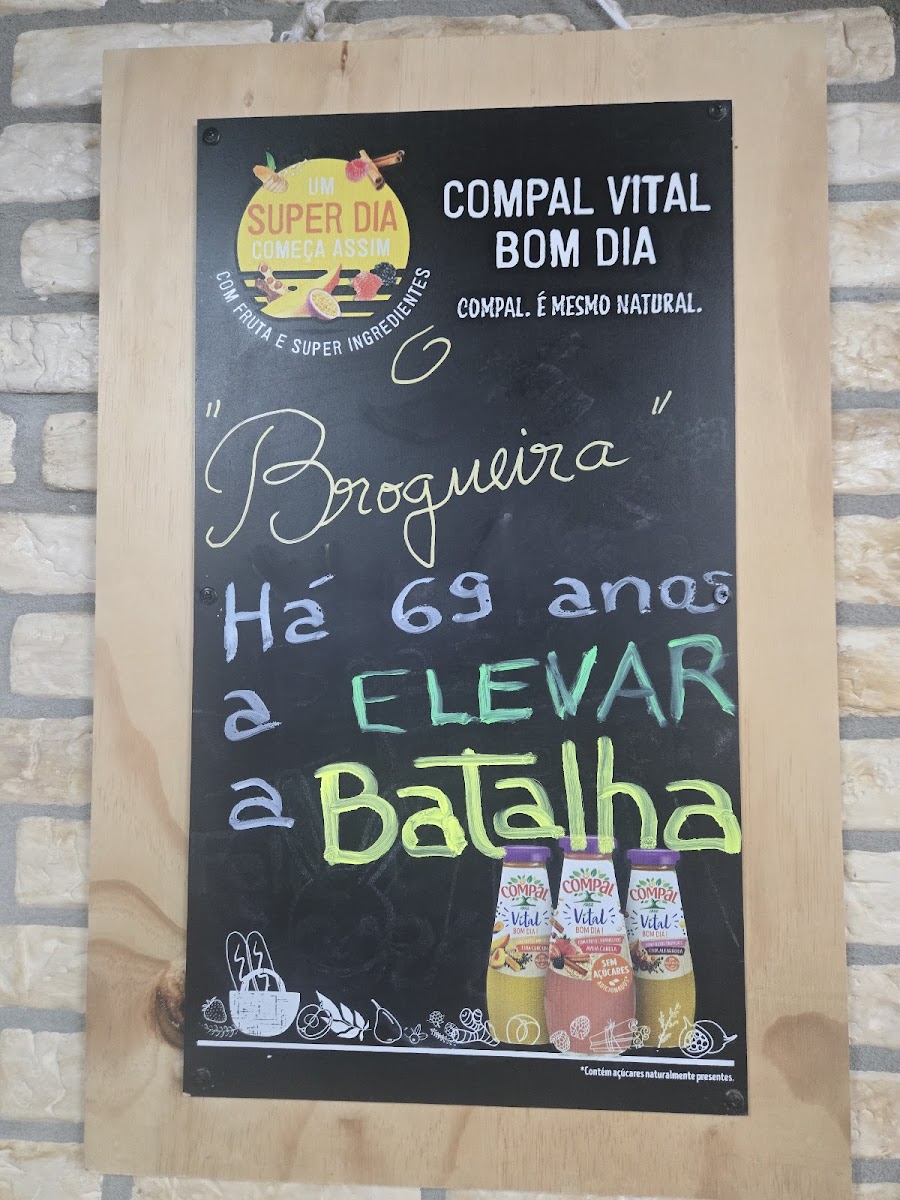 UM
SUPER DIA
COMEÇA ASSIM
COM FRUTA E SUPER INGREDIENTES
COMPAL VITAL
BOM DIA
COMPAL. É MESMO NATURAL.
O
"Brogueira"
Há 69 anos
a ELEVAR
a Batalha
COMPAL
Vital
BOM DIA!
COMPAL
Vital
BOM DIA!
SEM
AÇÚCARES
ADICIONADOS*
COMPAL
Vital
BOM DIA!
*Contém açúcares naturalmente presentes.